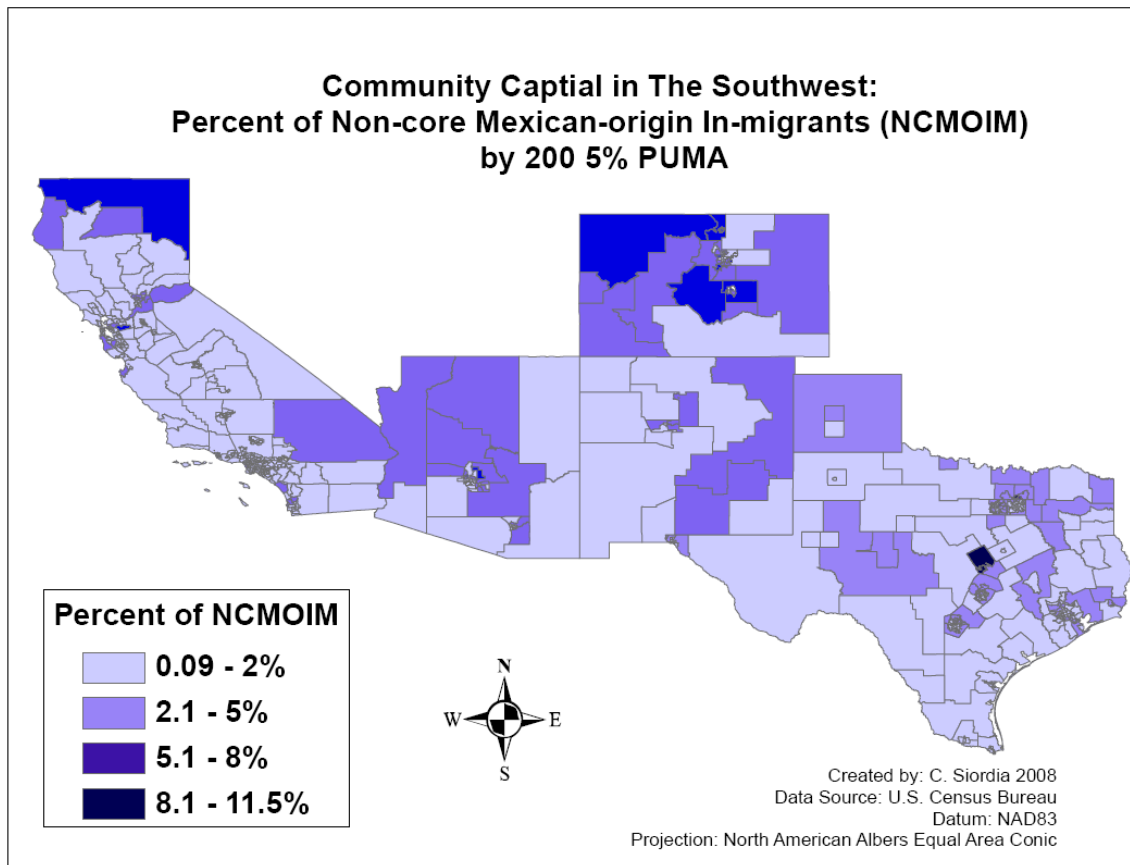 Community Captial in The Southwest:
Percent of Non-core Mexican-origin In-migrants (NCMOIM)
by 200 5% PUMA
Percent of NCMOIM
0.09 - 2%
2.1 - 5%
5.1 - 8%
8.1 - 11.5%
N
W E
S
Created by: C. Siordia 2008
Data Source: U.S. Census Bureau
Datum: NAD83
Projection: North American Albers Equal Area Conic